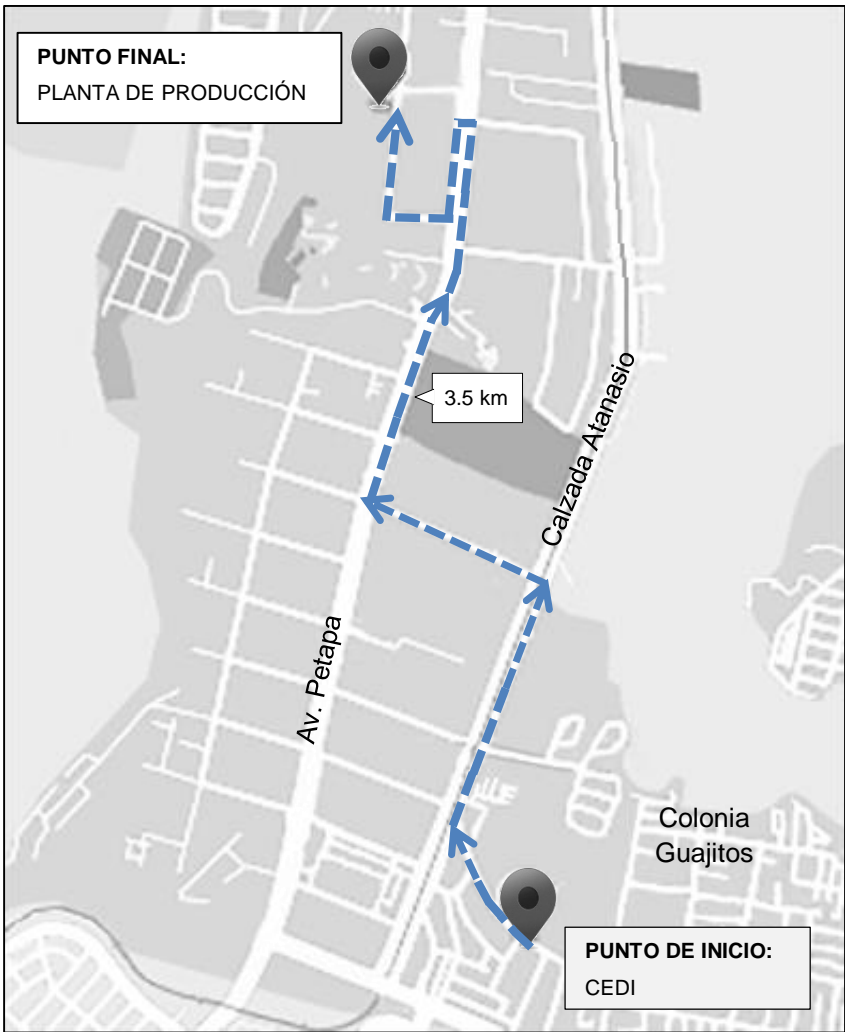 PUNTO FINAL:
PLANTA DE PRODUCCIÓN
3.5 km
Calzada Atanasio
Av. Petapa
Colonia
Guajitos
PUNTO DE INICIO:
CEDI